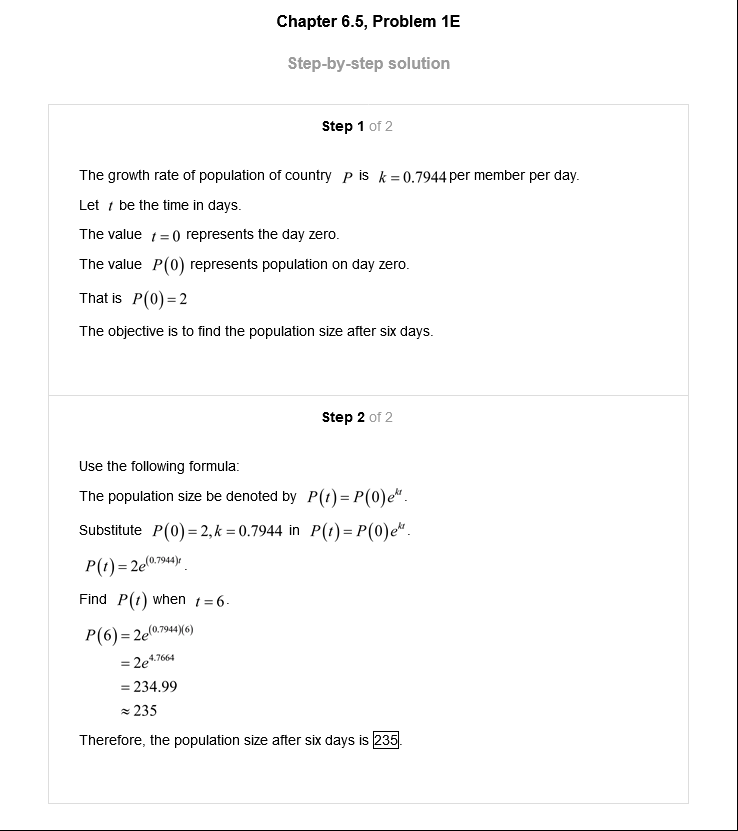 Chapter 6.5, Problem 1E
Step-by-step solution
Step 1 of 2
The growth rate of population of country P is k = 0.7944 per member per day.
Let t be the time in days.
The value t = 0 represents the day zero.
The value P(0) represents population on day zero.
That is P(0) = 2
The objective is to find the population size after six days.
Step 2 of 2
Use the following formula:
The population size be denoted by P(t) = P(0)e^{kt}.
Substitute P(0) = 2, k = 0.7944 in P(t) = P(0)e^{kt}.
P(t) = 2e^{(0.7944)t}.
Find P(t) when t = 6.
P(6) = 2e^{(0.7944)(6)}
= 2e^{4.7664}
= 234.99
≈ 235
Therefore, the population size after six days is 235.